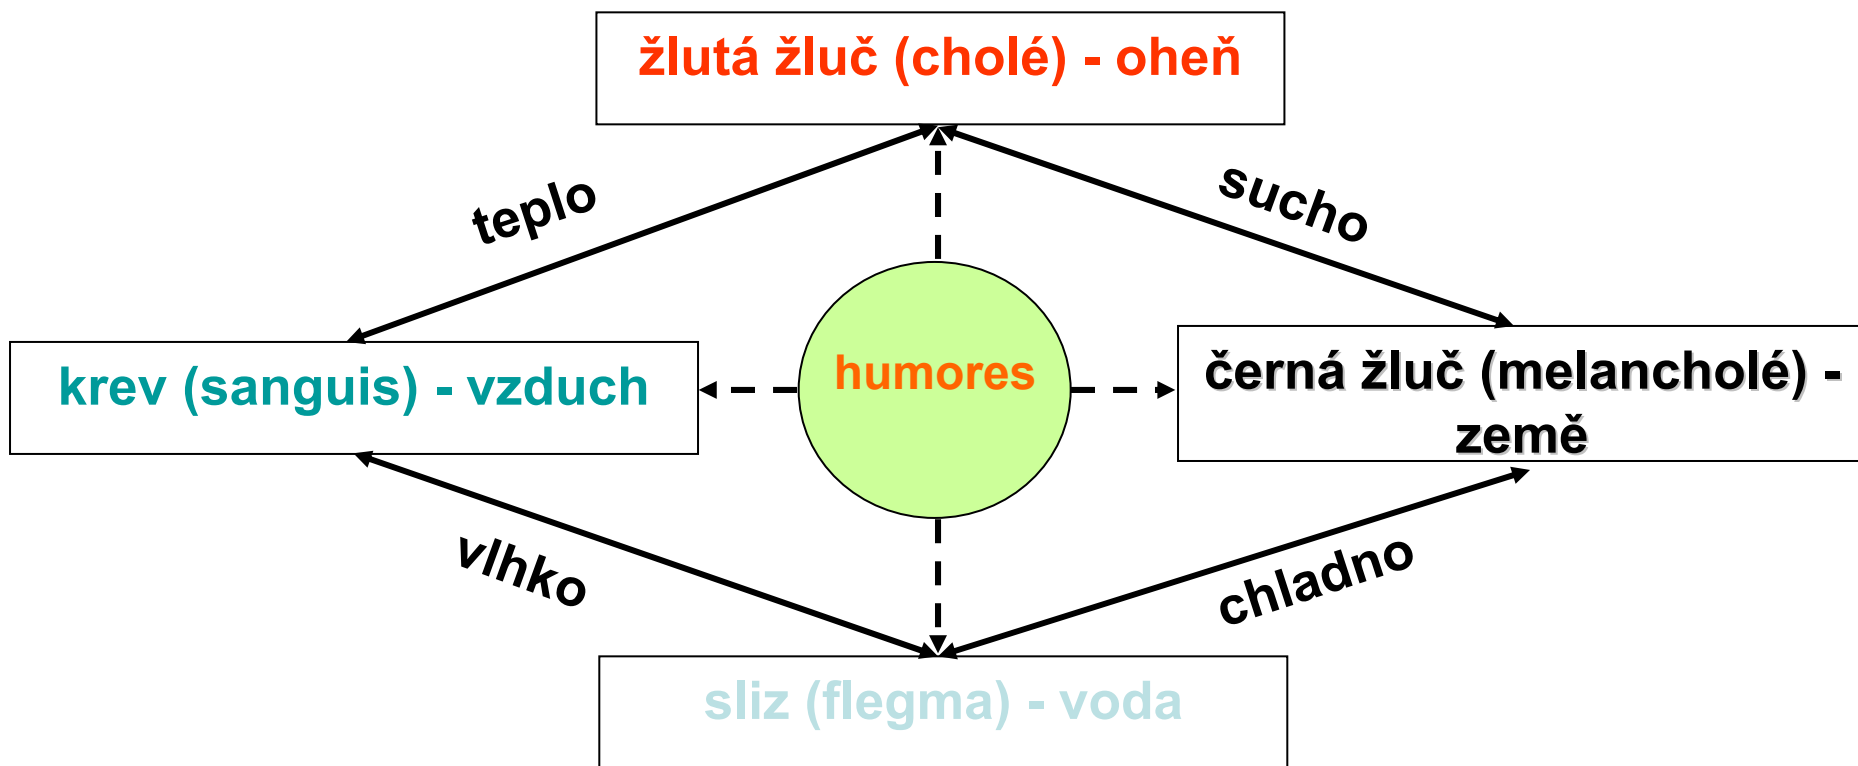 žlutá žluč (cholé) - oheň
teplo
sucho
krev (sanguis) - vzduch
humores
černá žluč (melancholé) -
země
vlhko
chladno
sliz (flegma) - voda